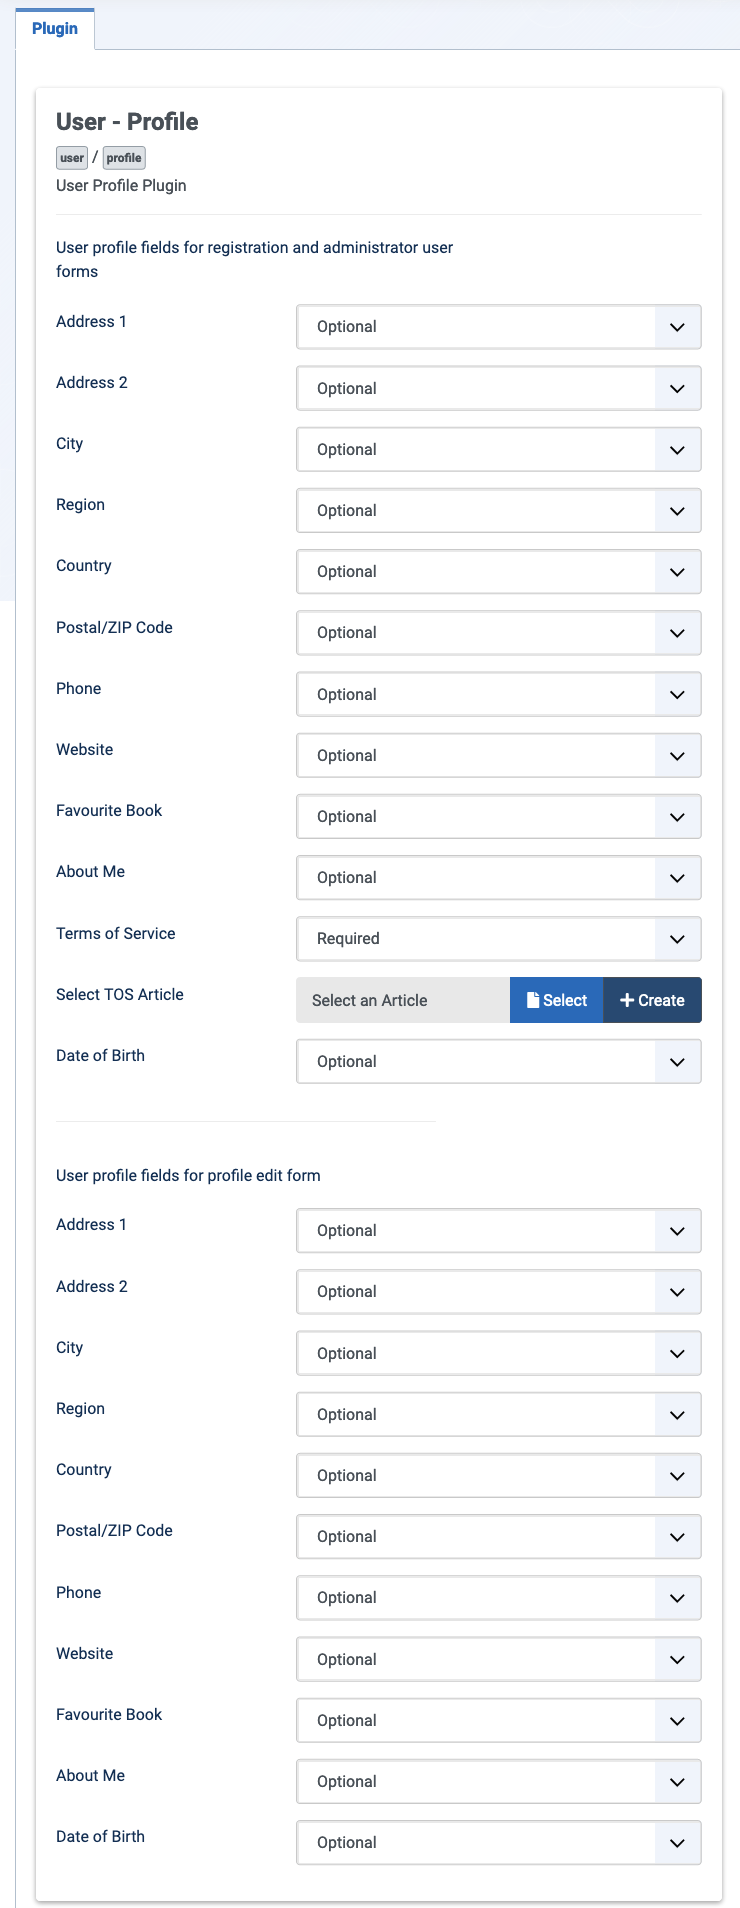 Plugin
User - Profile
user / profile
User Profile Plugin
User profile fields for registration and administrator user
forms
Address 1 Optional
Address 2 Optional
City Optional
Region Optional
Country Optional
Postal/ZIP Code Optional
Phone Optional
Website Optional
Favourite Book Optional
About Me Optional
Terms of Service Required
Select TOS Article Select an Article Select + Create
Date of Birth Optional
User profile fields for profile edit form
Address 1 Optional
Address 2 Optional
City Optional
Region Optional
Country Optional
Postal/ZIP Code Optional
Phone Optional
Website Optional
Favourite Book Optional
About Me Optional
Date of Birth Optional